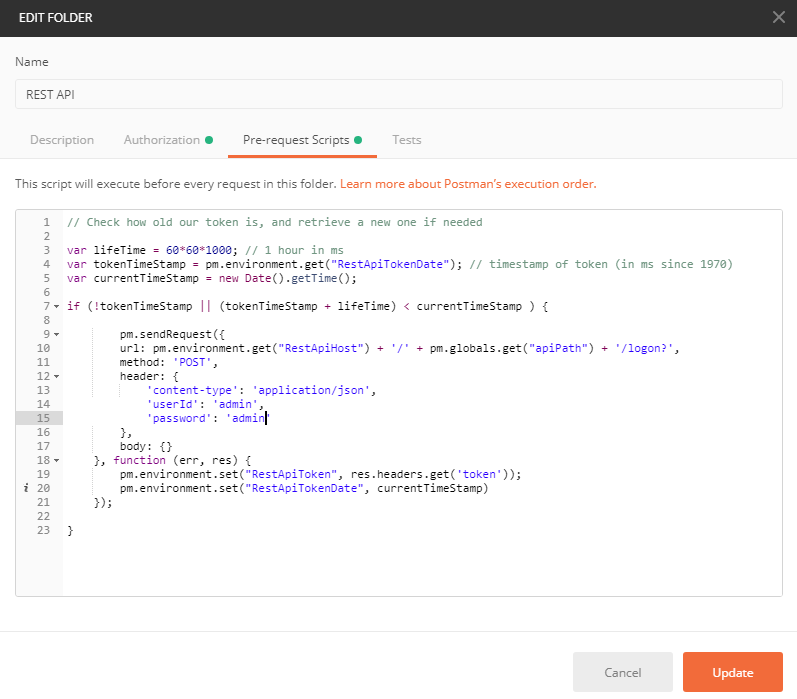 EDIT FOLDER
Name
REST API
Description Authorization Pre-request Scripts Tests
This script will execute before every request in this folder. Learn more about Postman's execution order.
1 // Check how old our token is, and retrieve a new one if needed
2
3 var lifeTime = 60*60*1000; // 1 hour in ms
4 var tokenTimeStamp = pm.environment.get("RestApiTokenDate"); // timestamp of token (in ms since 1970)
5 var currentTimeStamp = new Date().getTime();
6
7 if (!tokenTimeStamp || (tokenTimeStamp + lifeTime) < currentTimeStamp ) {
8
9 pm.sendRequest({
10 url: pm.environment.get("RestApiHost") + '/' + pm.globals.get("apiPath") + '/logon?',
11 method: 'POST',
12 header: {
13 'content-type': 'application/json',
14 'userId': 'admin',
15 'password': 'admin'
16 },
17 body: {}
18 }, function (err, res) {
19 pm.environment.set("RestApiToken", res.headers.get('token'));
i 20 pm.environment.set("RestApiTokenDate", currentTimeStamp)
21 });
22
23 }
Cancel Update